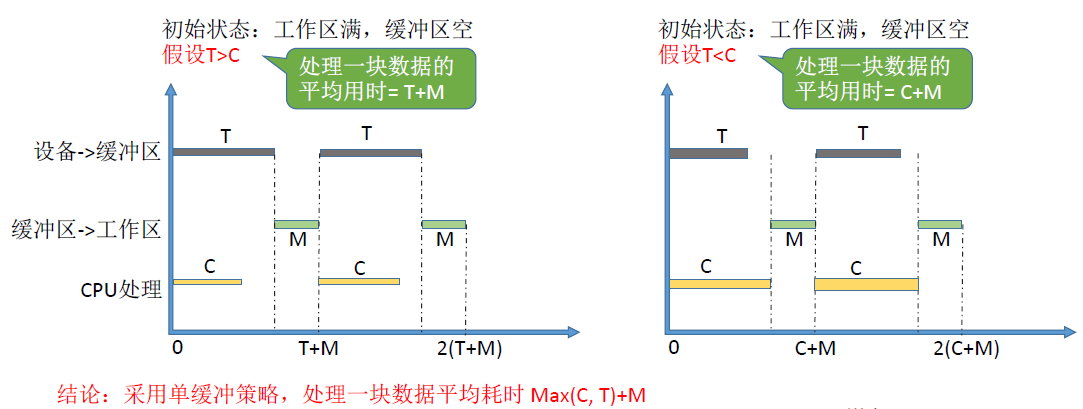 初始状态：工作区满，缓冲区空
假设T>C
处理一块数据的
平均用时= T+M
T
T
设备->缓冲区
缓冲区->工作区
M
M
C
C
CPU处理
0
T+M
2(T+M)
初始状态：工作区满，缓冲区空
假设T<C
处理一块数据的
平均用时= C+M
T
T
M
M
C
C
0
C+M
2(C+M)
结论：采用单缓冲策略，处理一块数据平均耗时 Max(C, T)+M